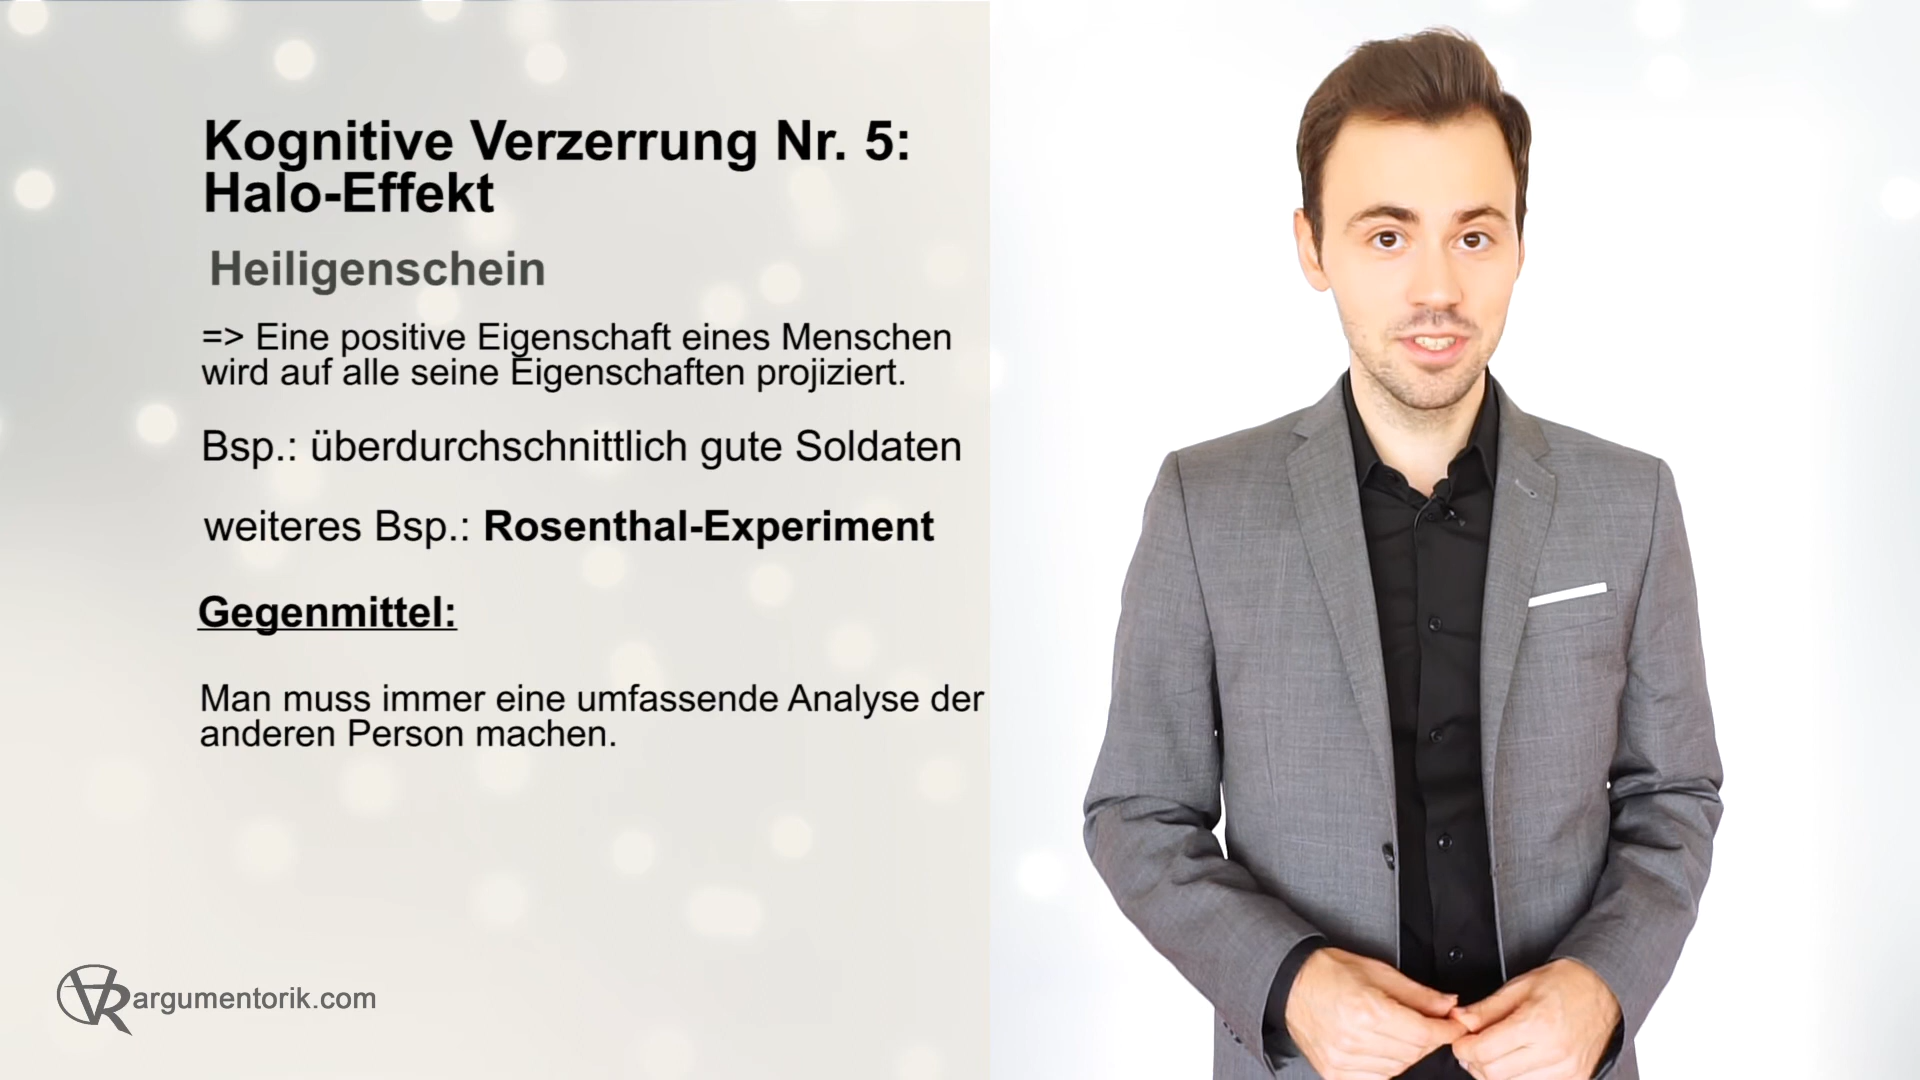 Kognitive Verzerrung Nr. 5:
Halo-Effekt
Heiligenschein
=> Eine positive Eigenschaft eines Menschen
wird auf alle seine Eigenschaften projiziert.
Bsp.: überdurchschnittlich gute Soldaten
weiteres Bsp.: Rosenthal-Experiment
Gegenmittel:
Man muss immer eine umfassende Analyse der
anderen Person machen.
argumentorik.com